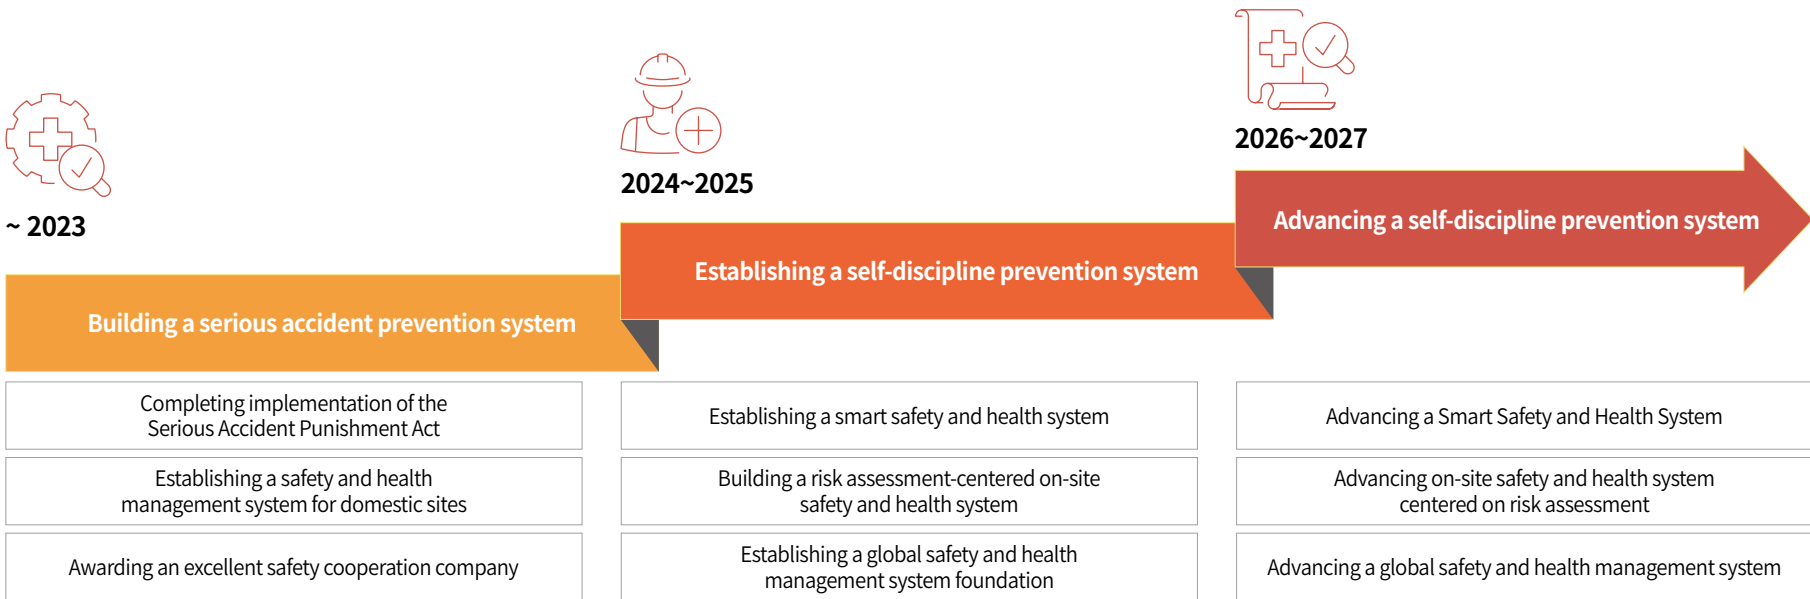 ~ 2023
Building a serious accident prevention system
Completing implementation of the
Serious Accident Punishment Act
Establishing a safety and health
management system for domestic sites
Awarding an excellent safety cooperation company
2024~2025
Establishing a self-discipline prevention system
Establishing a smart safety and health system
Building a risk assessment-centered on-site
safety and health system
Establishing a global safety and health
management system foundation
2026~2027
Advancing a self-discipline prevention system
Advancing a Smart Safety and Health System
Advancing on-site safety and health system
centered on risk assessment
Advancing a global safety and health management system